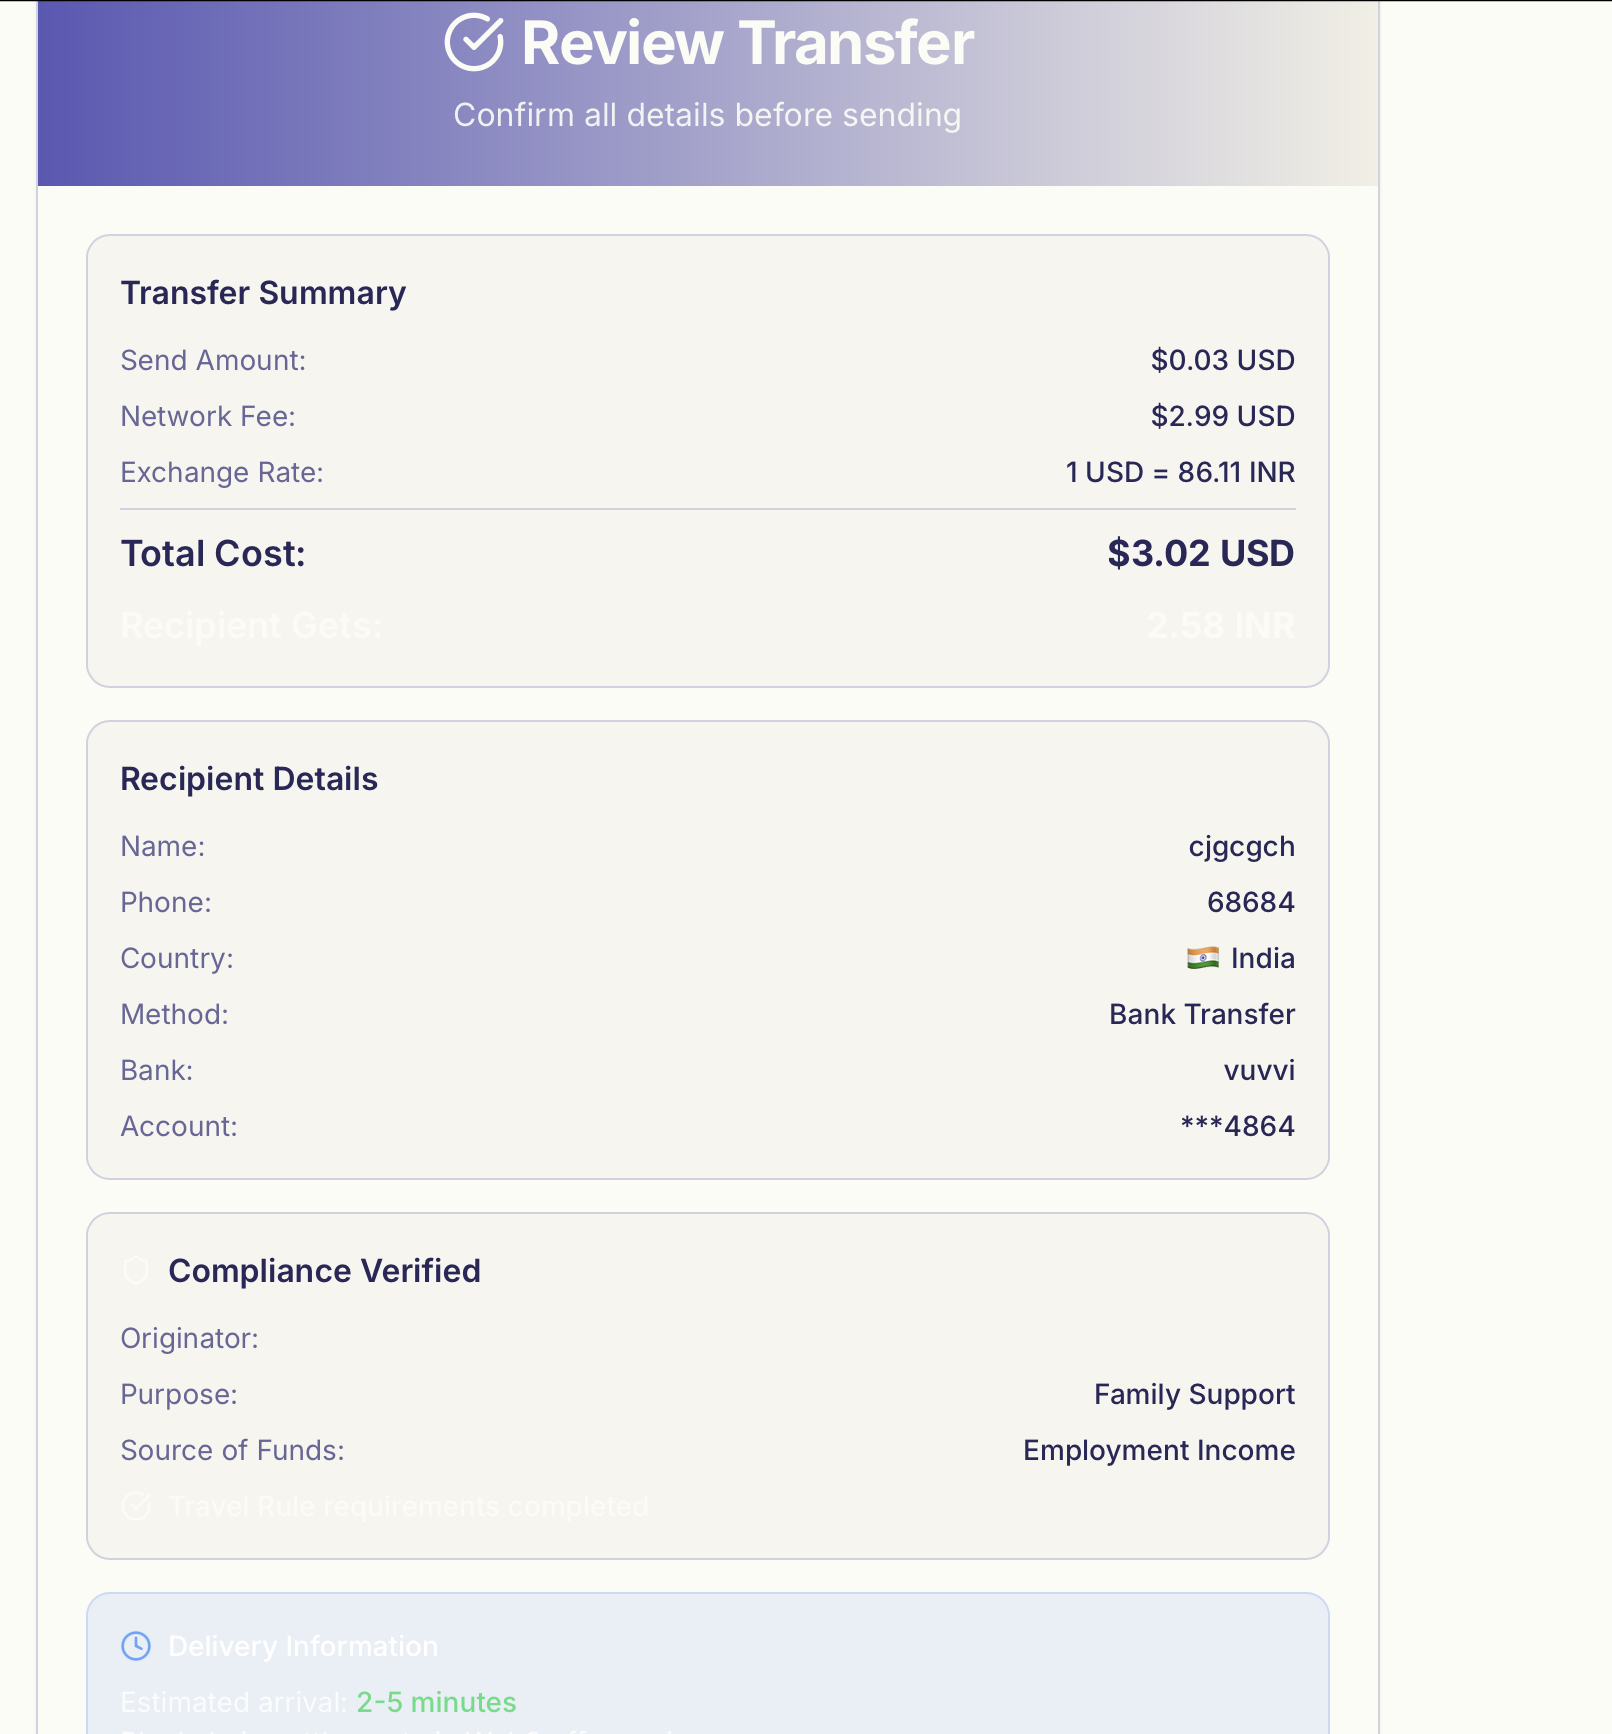 Review Transfer
Confirm all details before sending
Transfer Summary
Send Amount: $0.03 USD
Network Fee: $2.99 USD
Exchange Rate: 1 USD = 86.11 INR
Total Cost: $3.02 USD
Recipient Gets: 2.58 INR
Recipient Details
Name: cjgcgch
Phone: 68684
Country: 🇮🇳 India
Method: Bank Transfer
Bank: vuvvi
Account: ***4864
Compliance Verified
Originator:
Purpose: Family Support
Source of Funds: Employment Income
Travel Rule requirements completed
Delivery Information
Estimated arrival: 2-5 minutes